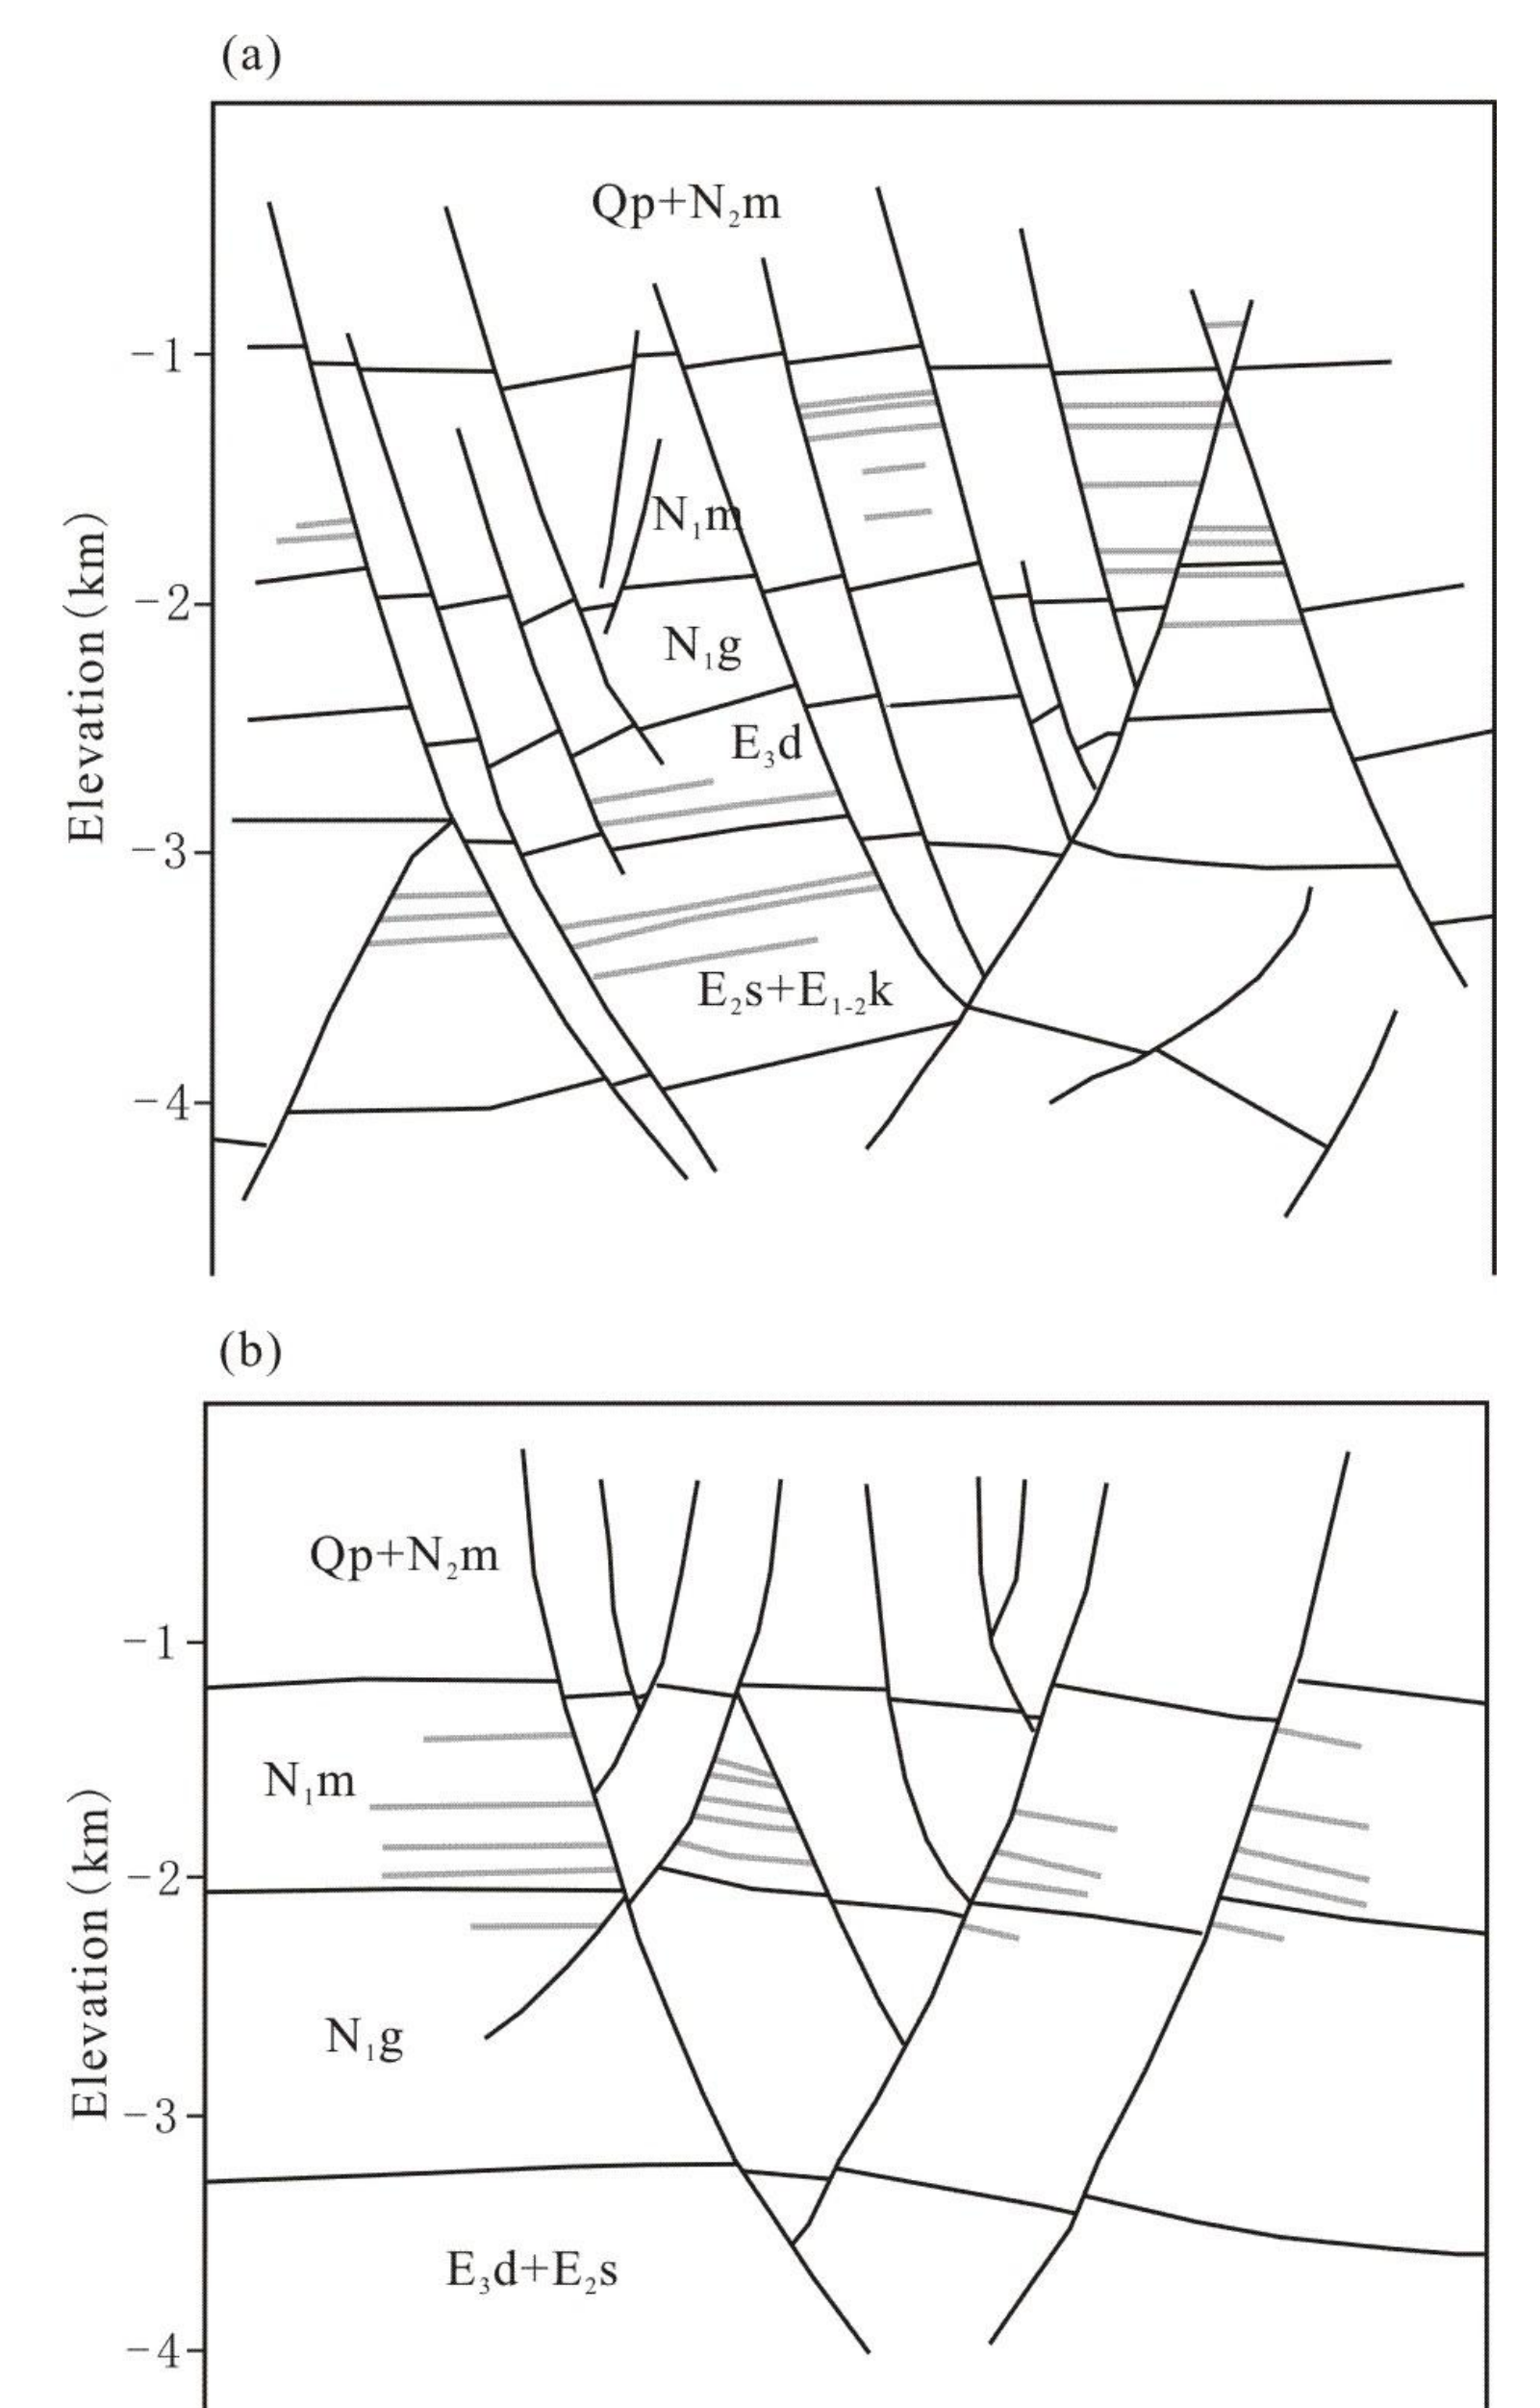 (a)
Qp+N₂m
−1
N₁m
−2
N₁g
E₃d
−3
E₂s+E₁₋₂k
−4
Elevation (km)
(b)
Qp+N₂m
−1
N₁m
−2
N₁g
−3
E₃d+E₂s
−4
Elevation (km)